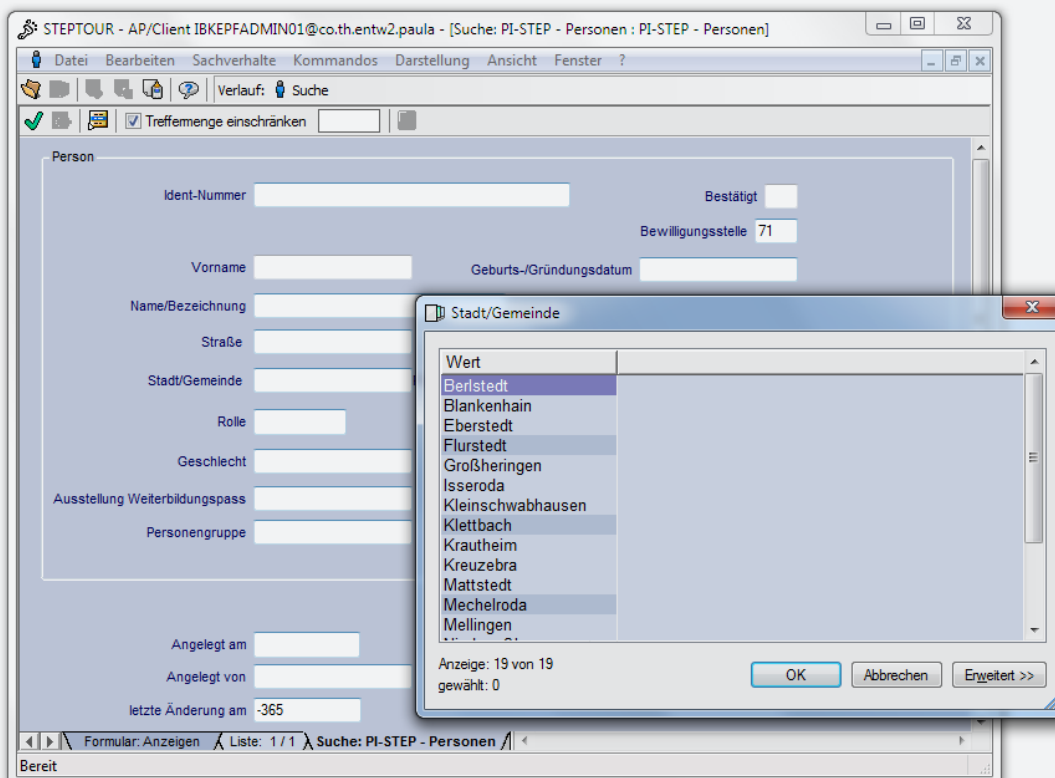 STEPTOUR - AP/Client IBKEPFADMIN01@co.th.entw2.paula - [Suche: PI-STEP - Personen : PI-STEP - Personen]
Datei Bearbeiten Sachverhalte Kommandos Darstellung Ansicht Fenster ?
Verlauf: Suche
Treffermenge einschränken
Person
Ident-Nummer
Bestätigt
Bewilligungsstelle 71
Vorname
Geburts-/Gründungsdatum
Name/Bezeichnung
Straße
Stadt/Gemeinde
Rolle
Geschlecht
Ausstellung Weiterbildungspass
Personengruppe
Angelegt am
Angelegt von
letzte Änderung am -365
Stadt/Gemeinde
Wert
Berlstedt
Blankenhain
Eberstedt
Flurstedt
Großheringen
Isseroda
Kleinschwabhausen
Klettbach
Krautheim
Kreuzebra
Mattstedt
Mechelroda
Mellingen
Anzeige: 19 von 19
gewählt: 0
OK Abbrechen Erweitert >>
Formular: Anzeigen Liste: 1 / 1 Suche: PI-STEP - Personen
Bereit